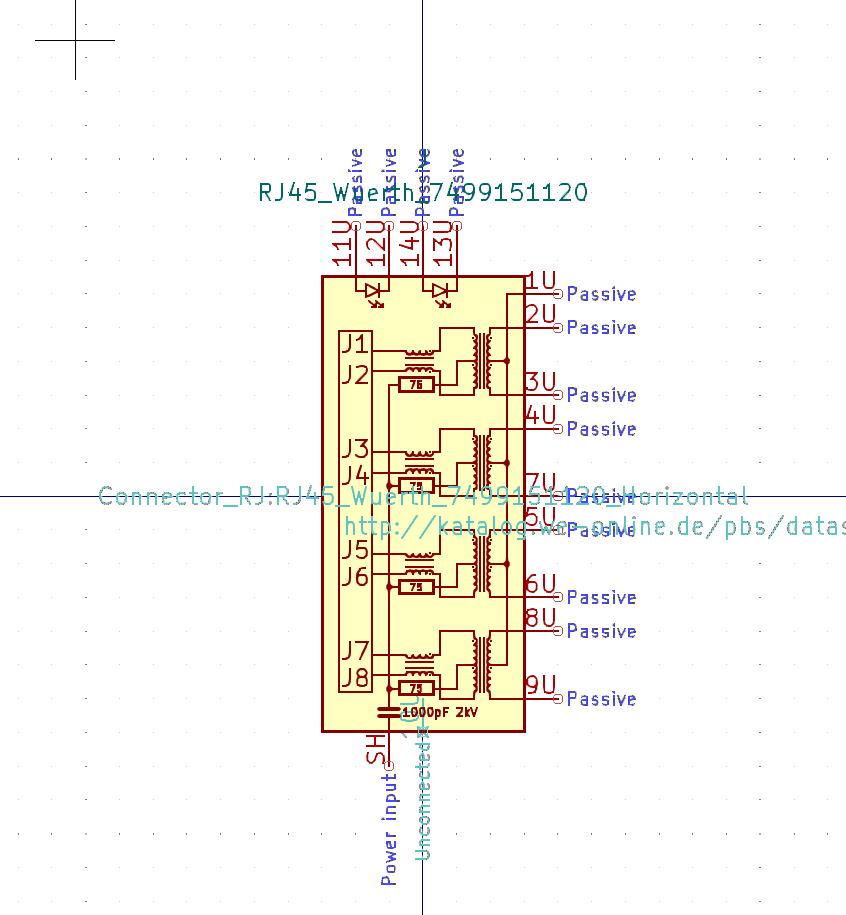 Passive
Passive
Passive
Passive
RJ45_Wuerth_7499151120
11U
12U
14U
13U
1U
Passive
2U
Passive
J1
J2
75
3U
Passive
4U
Passive
J3
J4
75
7U
Passive
Connector_RJ:RJ45_Wuerth_7499151120_Horizontal
http://katalog.we-online.de/pbs/datas
5U
Passive
J5
J6
75
6U
Passive
8U
Passive
J7
J8
75
9U
Passive
1000pF 2kV
SH
Power input
Unconnected